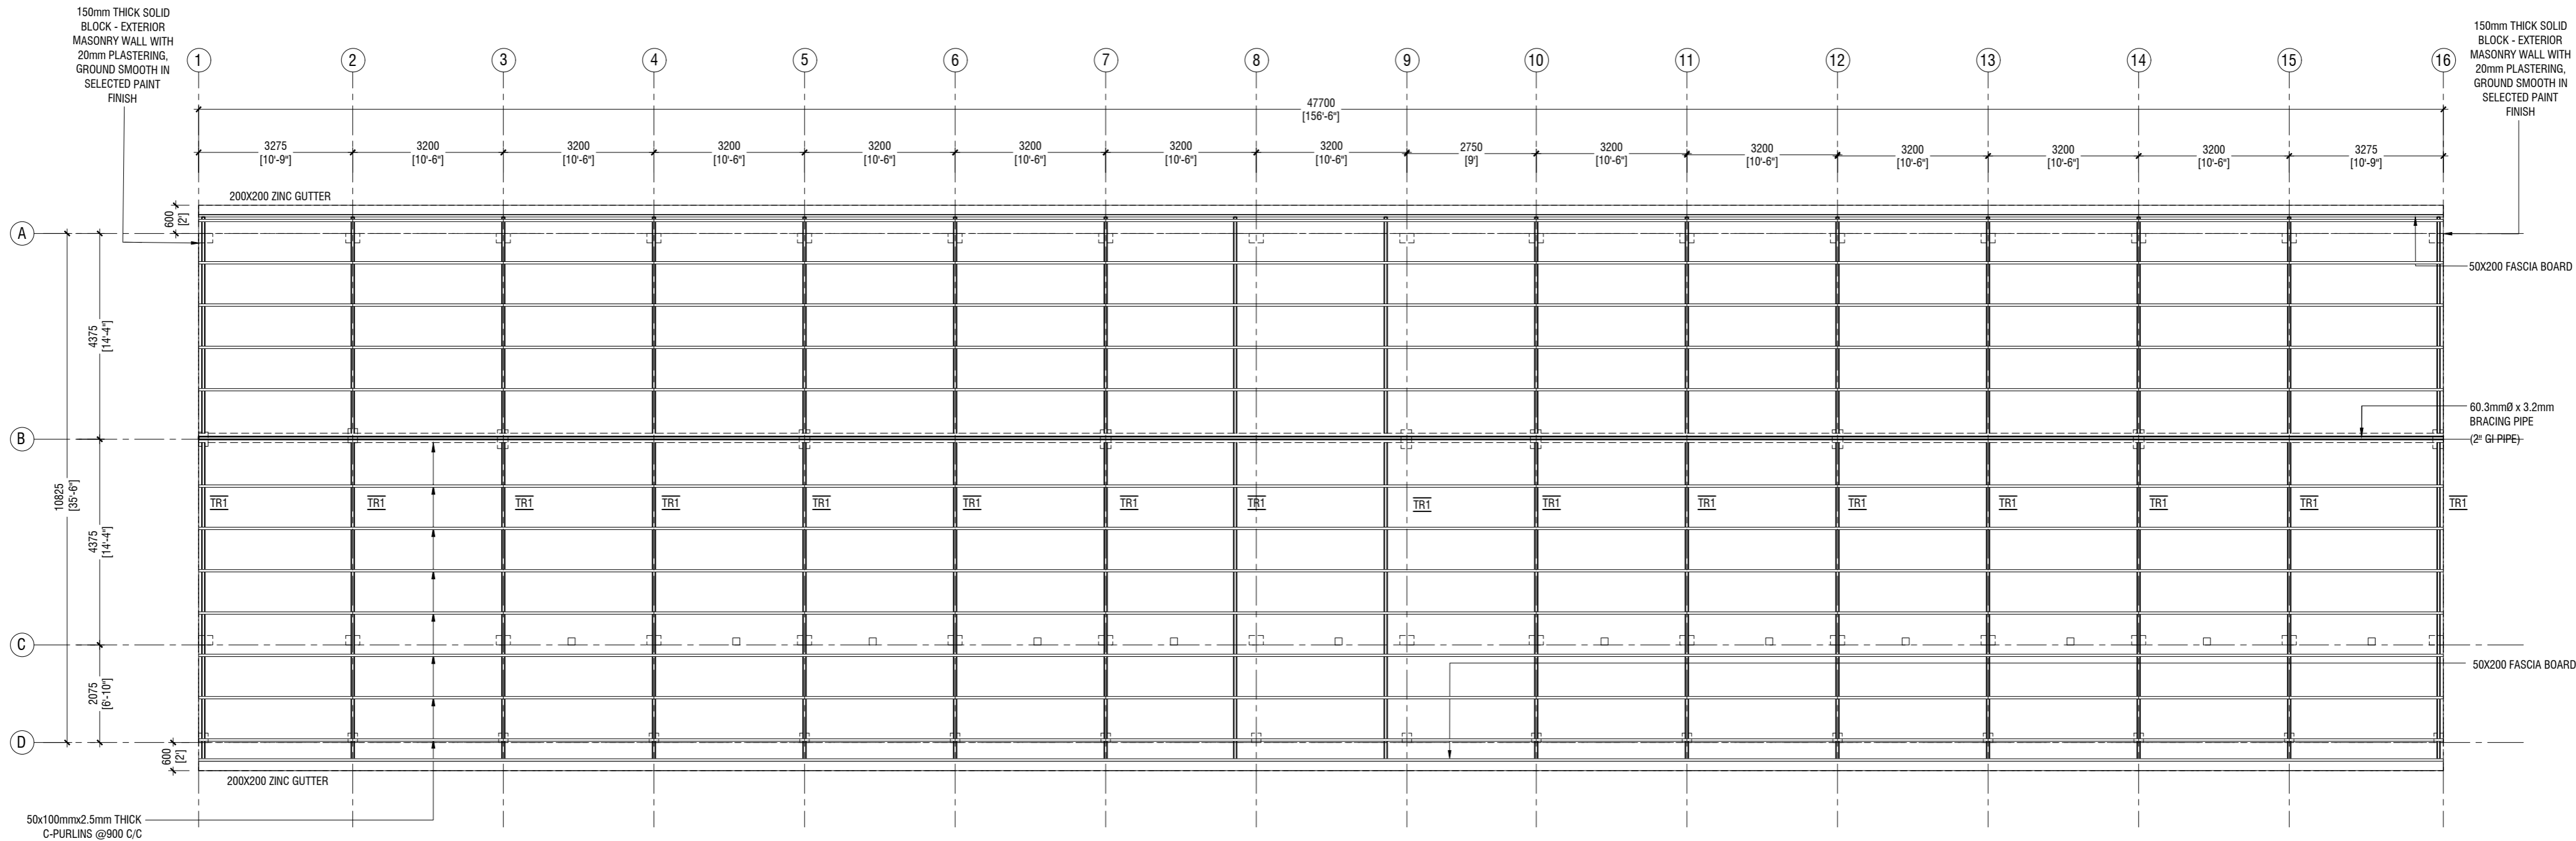 150mm THICK SOLID
BLOCK - EXTERIOR
MASONRY WALL WITH
20mm PLASTERING,
GROUND SMOOTH IN
SELECTED PAINT
FINISH
150mm THICK SOLID
BLOCK - EXTERIOR
MASONRY WALL WITH
20mm PLASTERING,
GROUND SMOOTH IN
SELECTED PAINT
FINISH
1 2 3 4 5 6 7 8 9 10 11 12 13 14 15 16
47700
[156'-6"]
3275 3200 3200 3200 3200 3200 3200 3200 2750 3200 3200 3200 3200 3200 3275
[10'-9"] [10'-6"] [10'-6"] [10'-6"] [10'-6"] [10'-6"] [10'-6"] [10'-6"] [9'] [10'-6"] [10'-6"] [10'-6"] [10'-6"] [10'-6"] [10'-9"]
200X200 ZINC GUTTER
600
[2']
A
50X200 FASCIA BOARD
4375
[14'-4"]
60.3mmØ x 3.2mm
BRACING PIPE
(2" GI PIPE)
B
10825
[35'-6"]
TR1 TR1 TR1 TR1 TR1 TR1 TR1 TR1 TR1 TR1 TR1 TR1 TR1 TR1 TR1 TR1
4375
[14'-4"]
C
50X200 FASCIA BOARD
2075
[6'-10"]
D
600
[2']
200X200 ZINC GUTTER
50x100mmx2.5mm THICK
C-PURLINS @900 C/C